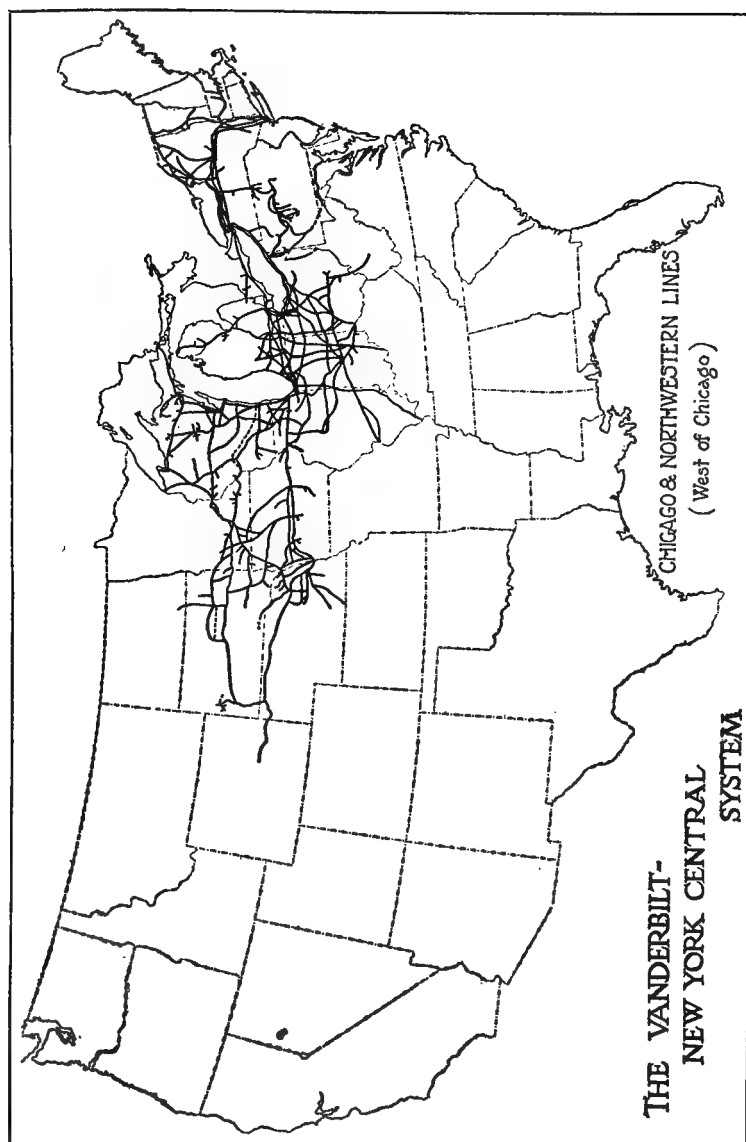 THE VANDERBILT-
NEW YORK CENTRAL
SYSTEM
CHICAGO & NORTHWESTERN LINES
( West of Chicago )